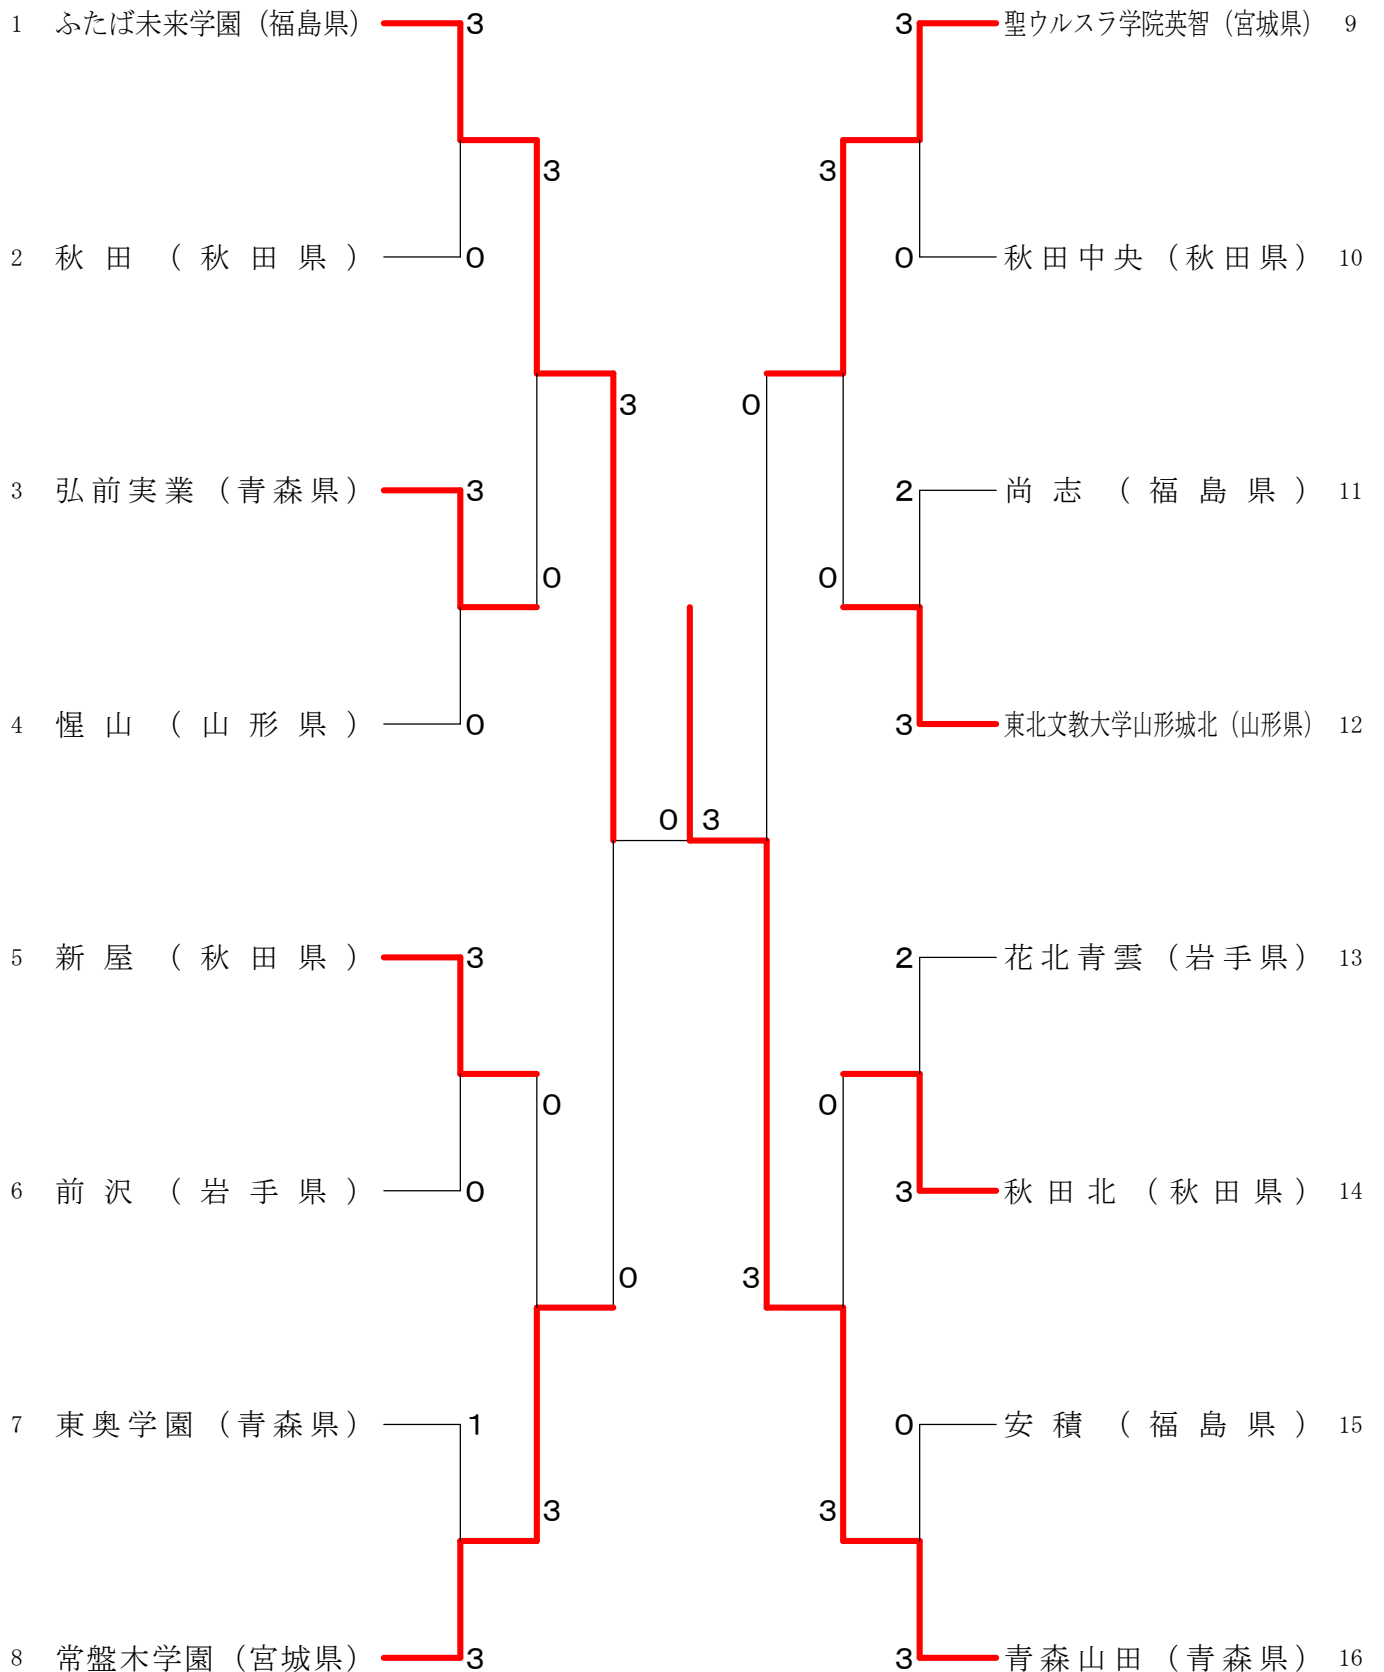 1 ふたば未来学園（福島県） 3
3 聖ウルスラ学院英智（宮城県） 9
3
3
2 秋田（秋田県） 0
0 秋田中央（秋田県） 10
3
0
3 弘前実業（青森県） 3
2 尚志（福島県） 11
0
0
4 惺山（山形県） 0
3 東北文教大学山形城北（山形県） 12
0 3
5 新屋（秋田県） 3
2 花北青雲（岩手県） 13
0
0
6 前沢（岩手県） 0
3 秋田北（秋田県） 14
0
3
7 東奥学園（青森県） 1
0 安積（福島県） 15
3
3
8 常盤木学園（宮城県） 3
3 青森山田（青森県） 16